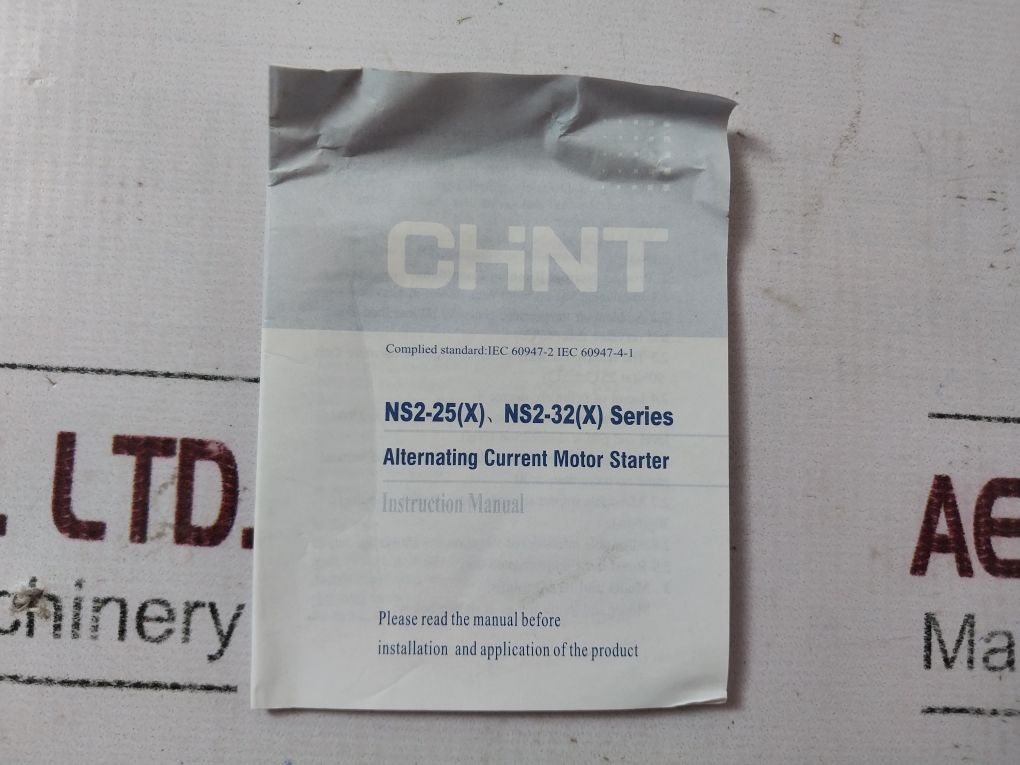 CHINT
Complied standard:IEC 60947-2 IEC 60947-4-1
NS2-25(X)、NS2-32(X) Series
Alternating Current Motor Starter
Instruction Manual
Please read the manual before
installation and application of the product
. LTD.
chinery
AE
Ma